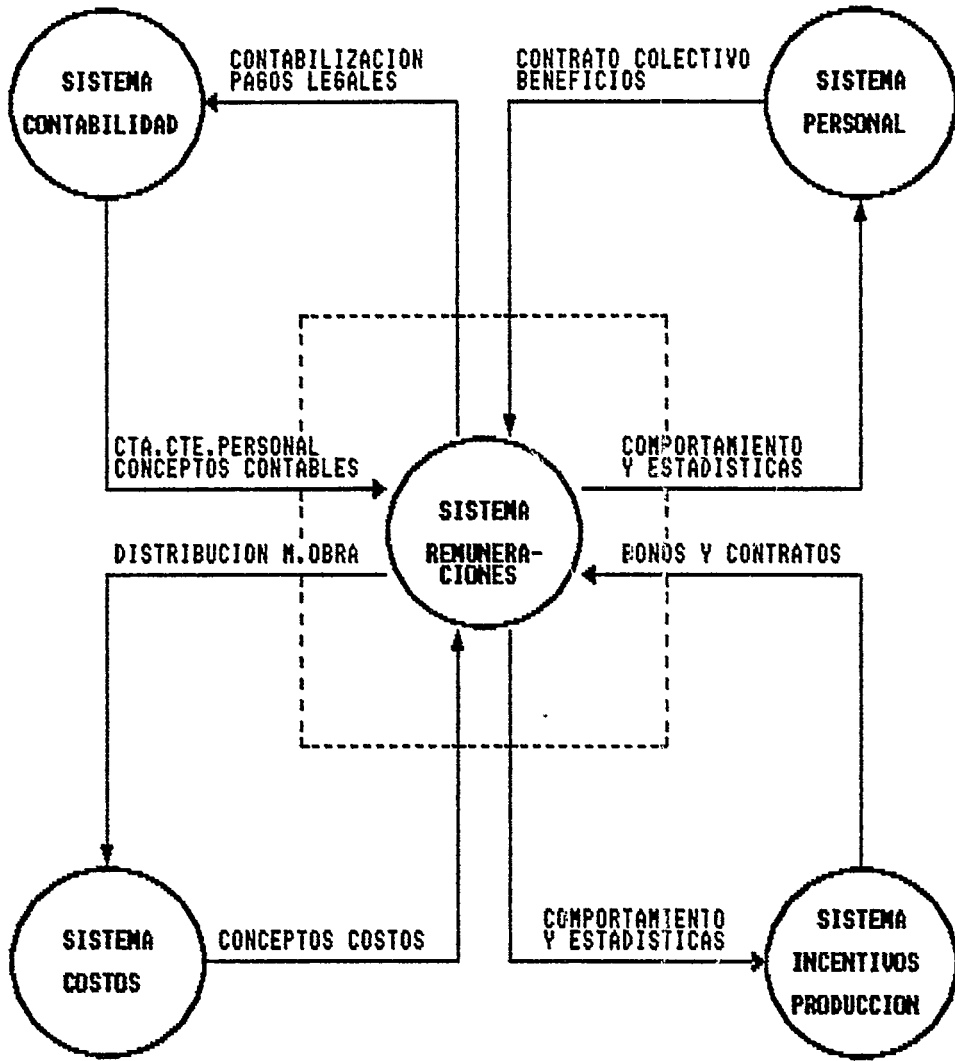 CONTABILIZACION
PAGOS LEGALES
CONTRATO COLECTIVO
BENEFICIOS
SISTEMA
CONTABILIDAD
SISTEMA
PERSONAL
CTA.CTE.PERSONAL
CONCEPTOS CONTABLES
COMPORTAMIENTO
Y ESTADISTICAS
SISTEMA
REMUNERA-
CIONES
DISTRIBUCION M.OBRA
BONOS Y CONTRATOS
SISTEMA
COSTOS
CONCEPTOS COSTOS
COMPORTAMIENTO
Y ESTADISTICAS
SISTEMA
INCENTIVOS
PRODUCCION